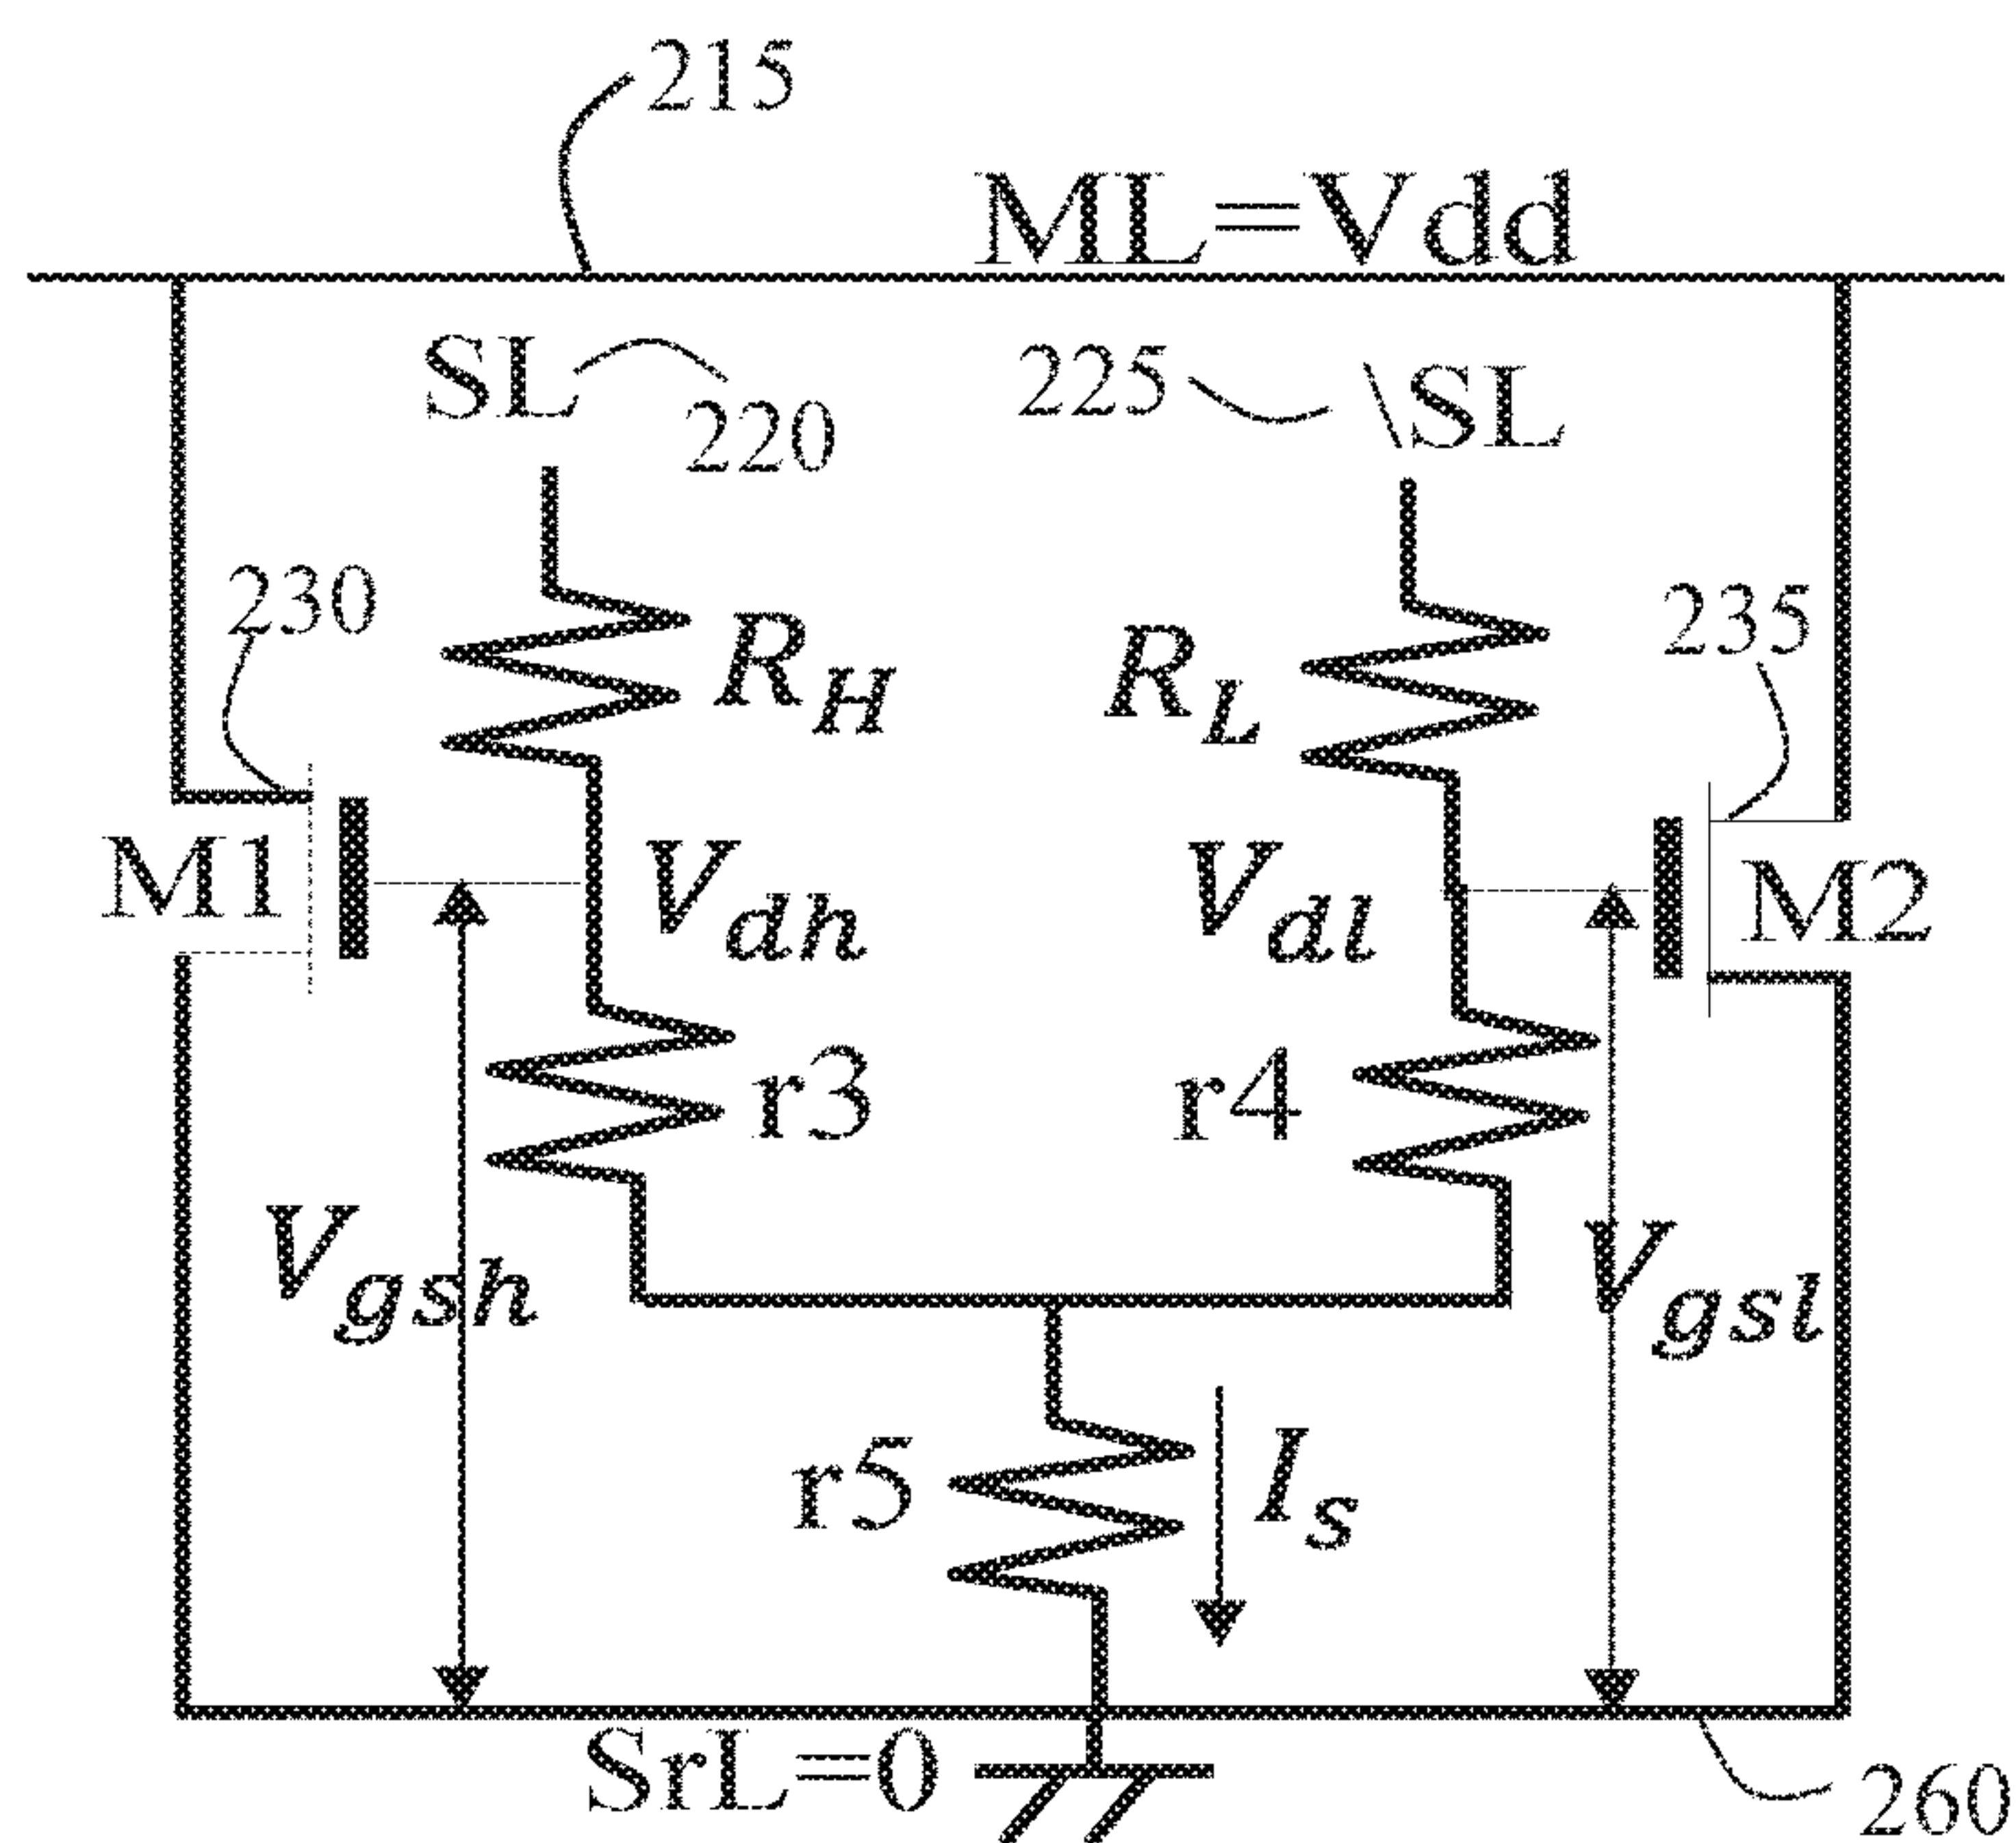 215
ML=Vdd
SL
220
225
\SL
230
R_H
R_L
235
M1
V_dh
V_dl
M2
r3
r4
V_gsh
V_gsl
r5
I_s
SrL=0
260